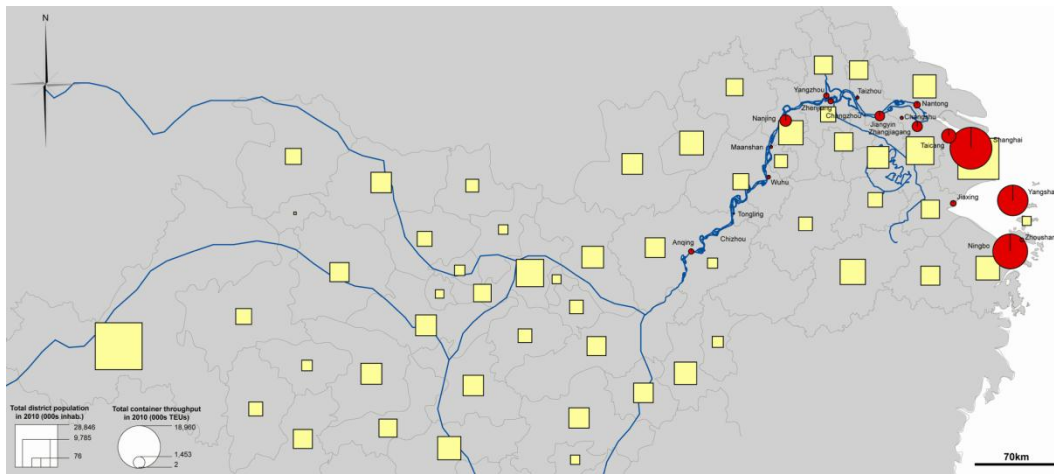 N
Yangzhou
Taizhou
Zhenjiang
Nantong
Changzhou
Changshu
Nanjing
Jiangyin
Zhangjiagang
Taicang
Shanghai
Maanshan
Wuhu
Jiaxing
Yangshan
Tongling
Chizhou
Anqing
Ningbo
Zhoushan
Total district population
in 2010 (000s inhab.)
28,846
9,785
76
Total container throughput
in 2010 (000s TEUs)
18,960
1,453
2
70km